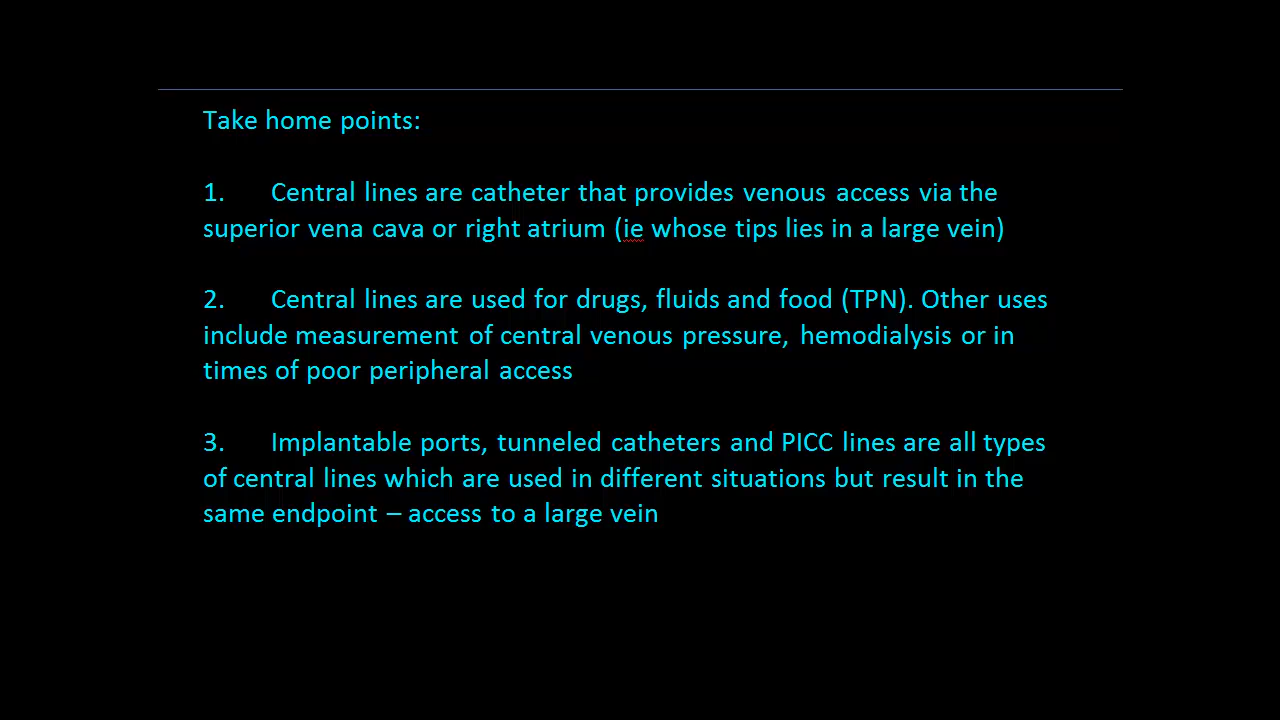 Take home points:
1. Central lines are catheter that provides venous access via the
superior vena cava or right atrium (ie whose tips lies in a large vein)
2. Central lines are used for drugs, fluids and food (TPN). Other uses
include measurement of central venous pressure, hemodialysis or in
times of poor peripheral access
3. Implantable ports, tunneled catheters and PICC lines are all types
of central lines which are used in different situations but result in the
same endpoint – access to a large vein